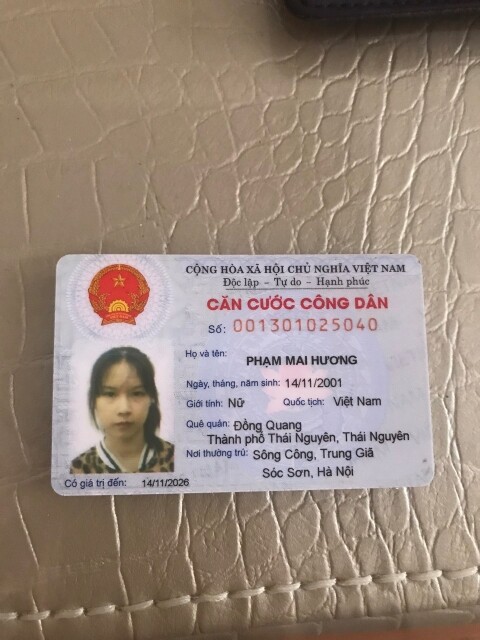 CỘNG HÒA XÃ HỘI CHỦ NGHĨA VIỆT NAM
Độc lập - Tự do - Hạnh phúc
CĂN CƯỚC CÔNG DÂN
Số: 001301025040
Họ và tên:
PHẠM MAI HƯƠNG
Ngày, tháng, năm sinh: 14/11/2001
Giới tính: Nữ Quốc tịch: Việt Nam
Quê quán: Đồng Quang
Thành phố Thái Nguyên, Thái Nguyên
Nơi thường trú: Sông Công, Trung Giã
Sóc Sơn, Hà Nội
Có giá trị đến: 14/11/2026